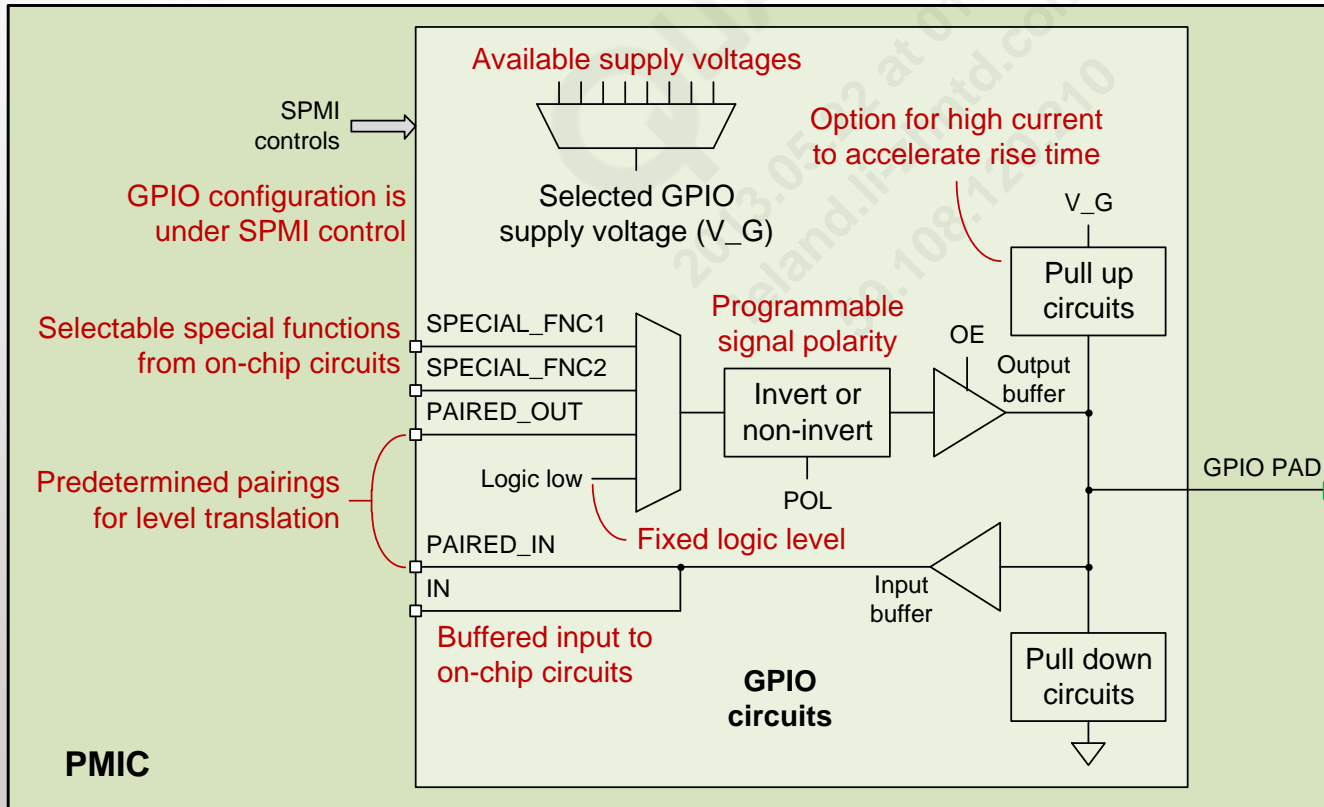 Available supply voltages
SPMI
controls
Option for high current
to accelerate rise time
GPIO configuration is
under SPMI control
Selected GPIO
supply voltage (V_G)
V_G
Pull up
circuits
Selectable special functions
from on-chip circuits
SPECIAL_FNC1
SPECIAL_FNC2
PAIRED_OUT
Programmable
signal polarity
OE
Output
buffer
Invert or
non-invert
Logic low
POL
GPIO PAD
Predetermined pairings
for level translation
Fixed logic level
PAIRED_IN
IN
Input
buffer
Buffered input to
on-chip circuits
GPIO
circuits
Pull down
circuits
PMIC